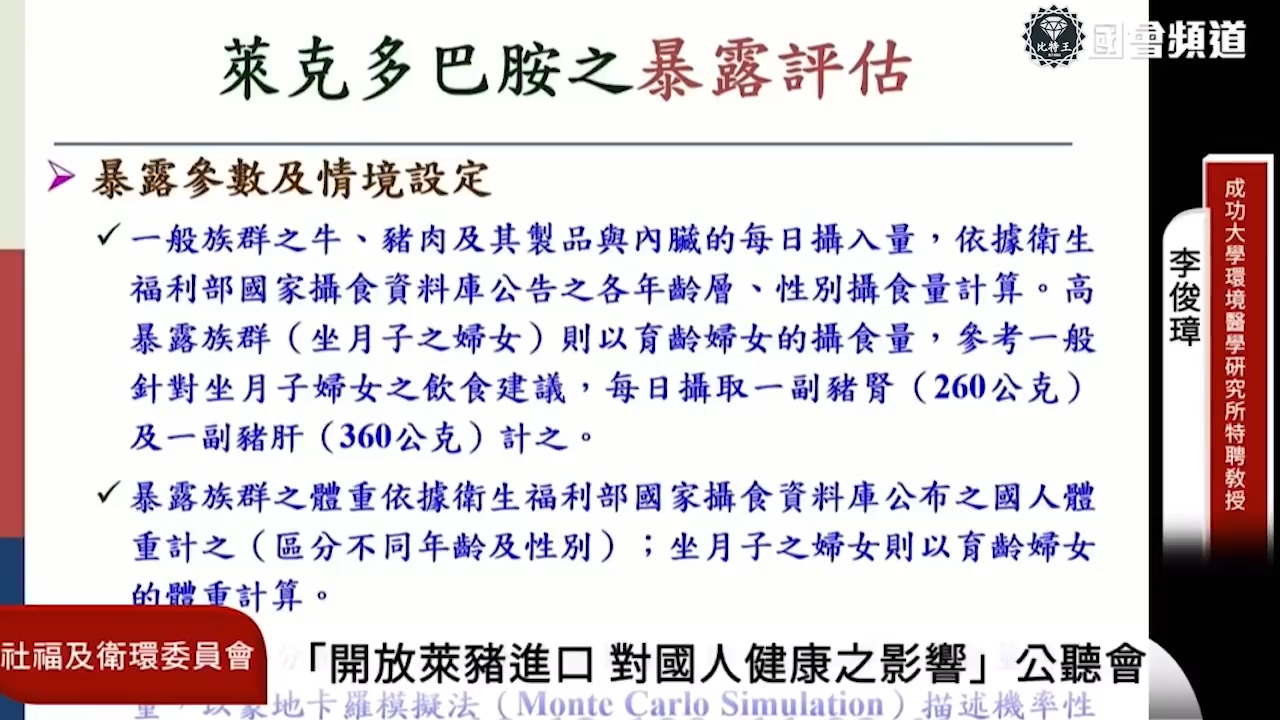 萊克多巴胺之暴露評估
比特王
國會頻道
暴露參數及情境設定
一般族群之牛、豬肉及其製品與內臟的每日攝入量，依據衛生
福利部國家攝食資料庫公告之各年齡層、性別攝食量計算。高
暴露族群（坐月子之婦女）則以育齡婦女的攝食量，參考一般
針對坐月子婦女之飲食建議，每日攝取一副豬腎（260公克）
及一副豬肝（360公克）計之。
暴露族群之體重依據衛生福利部國家攝食資料庫公布之國人體
重計之（區分不同年齡及性別）；坐月子之婦女則以育齡婦女
的體重計算。
成功大學環境醫學研究所特聘教授
李俊璋
社福及衛環委員會
「開放萊豬進口 對國人健康之影響」公聽會
量，以蒙地卡羅模擬法（Monte Carlo Simulation）描述機率性